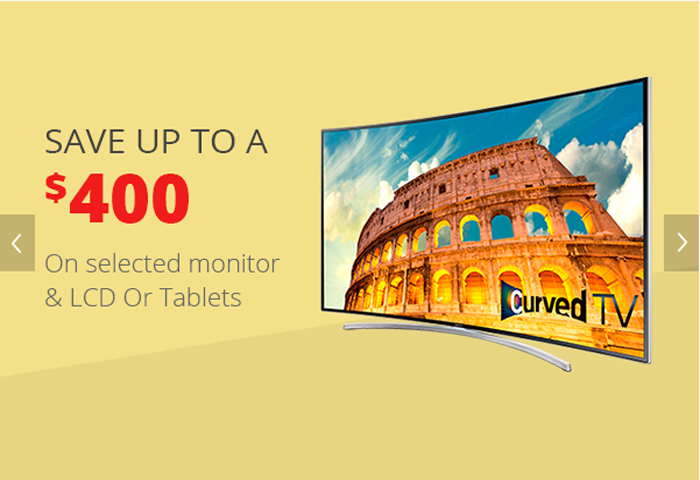 SAVE UP TO A
$400
On selected monitor
& LCD Or Tablets
Curved TV